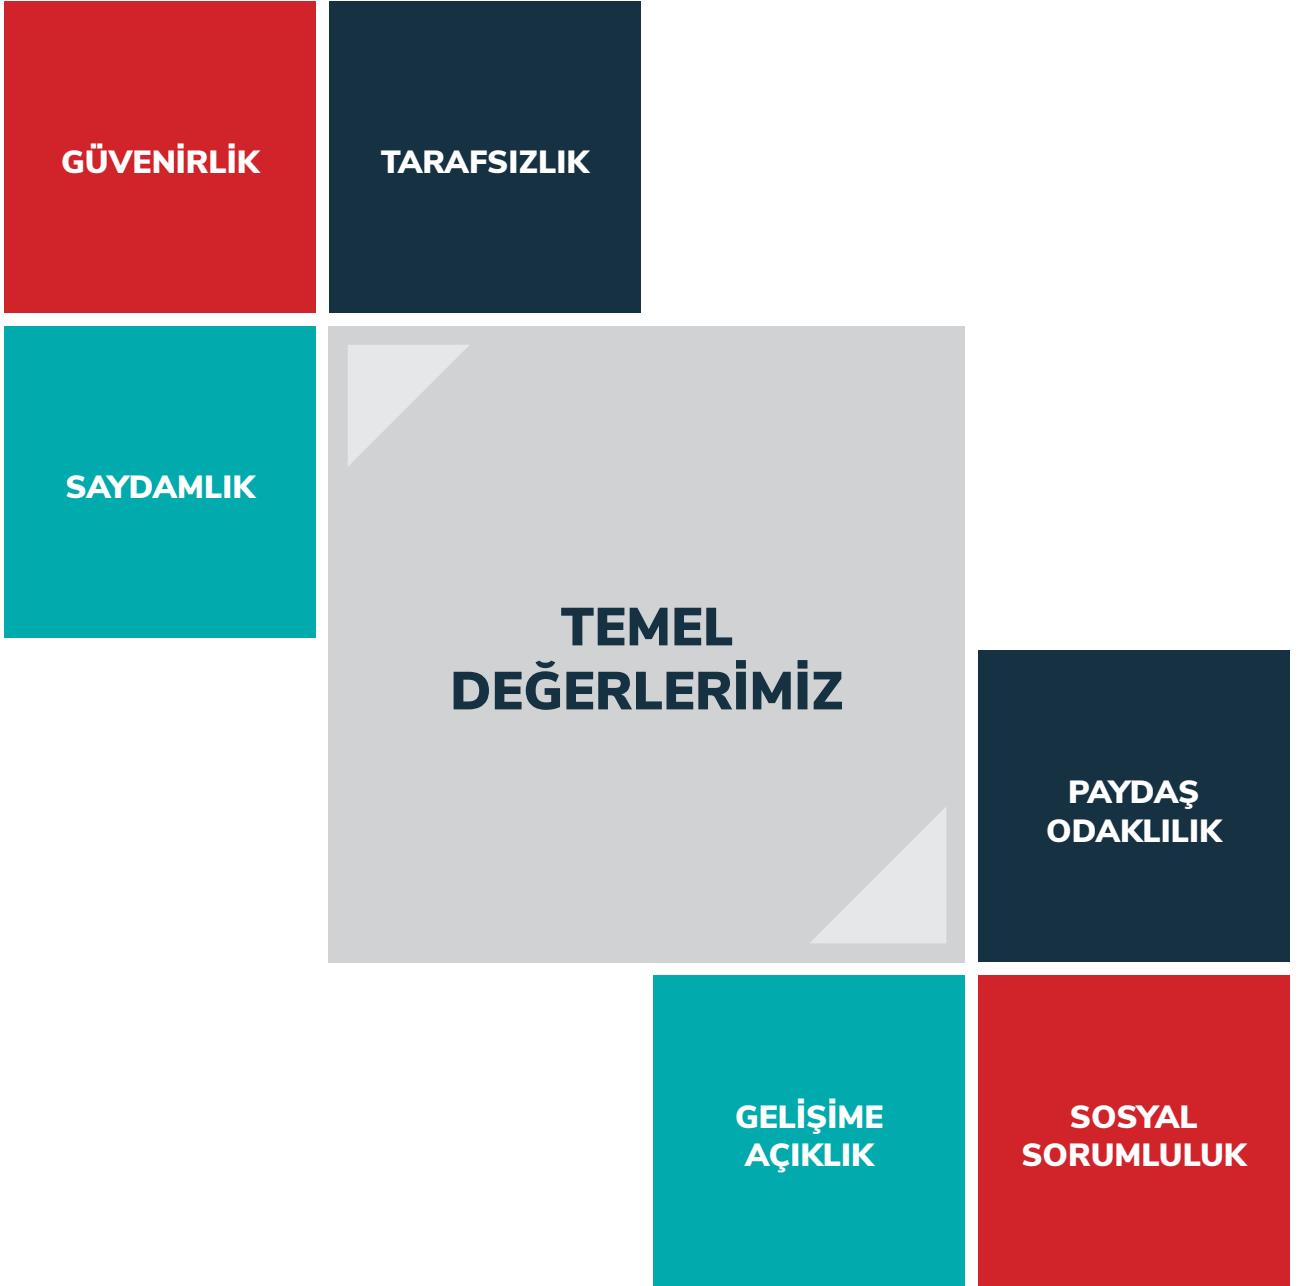 GÜVENİRLİK
TARAFSIZLIK
SAYDAMLIK
TEMEL
DEĞERLERİMİZ
PAYDAŞ
ODAKLILIK
GELİŞİME
AÇIKLIK
SOSYAL
SORUMLULUK